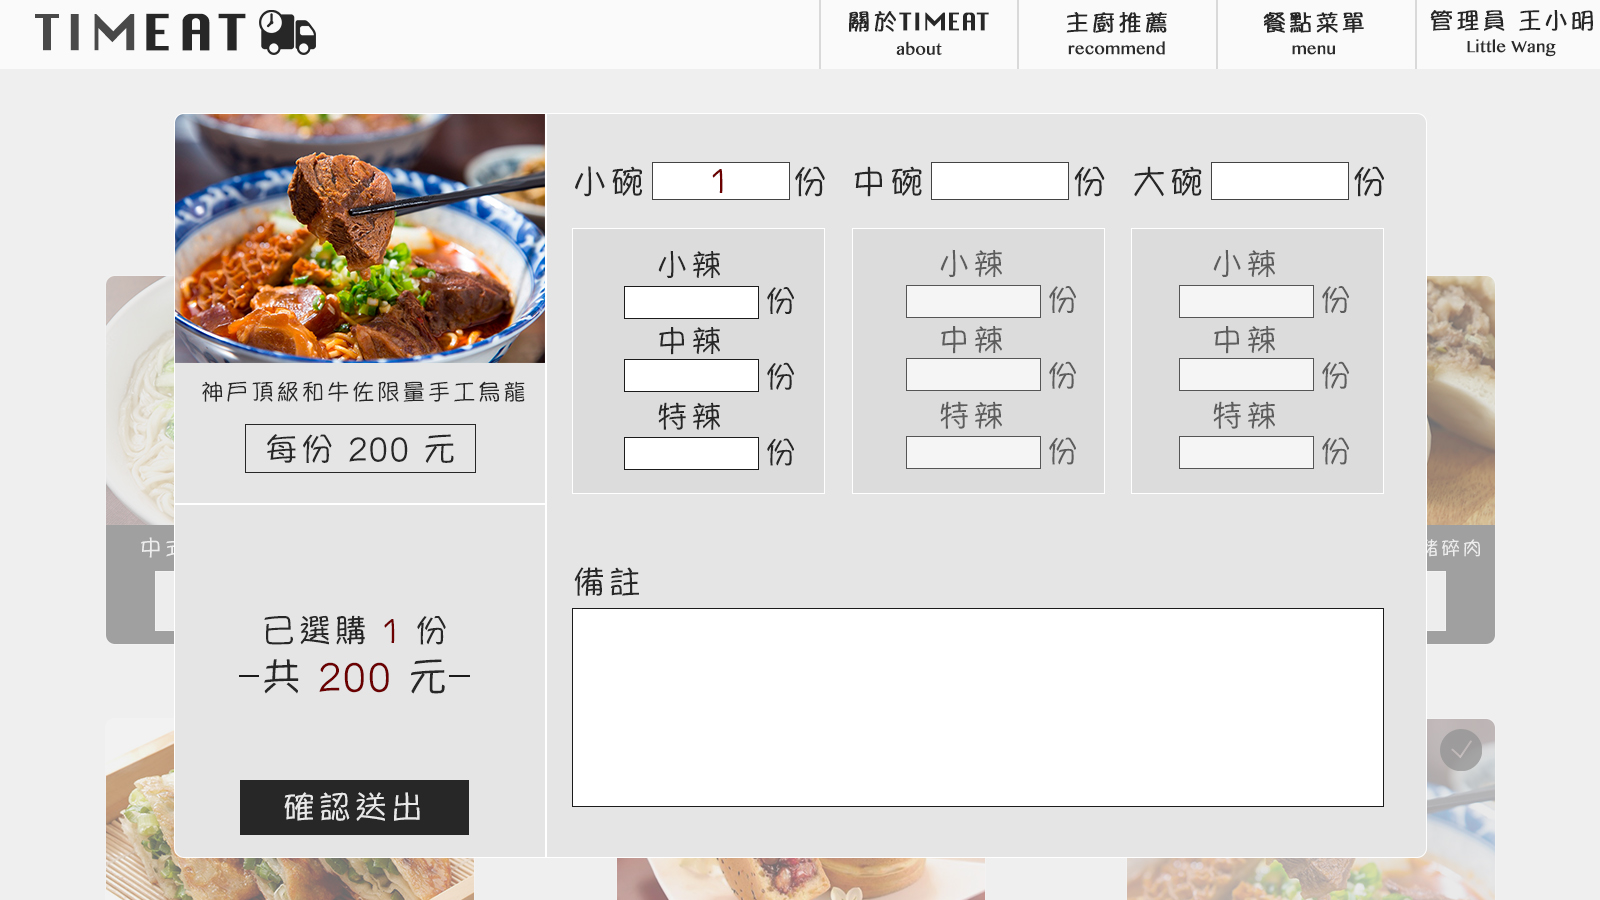 TIMEAT
關於TIMEAT
about
主廚推薦
recommend
餐點菜單
menu
管理員 王小明
Little Wang
小碗 1 份
中碗 份
大碗 份
小辣
份
中辣
份
特辣
份
小辣
份
中辣
份
特辣
份
小辣
份
中辣
份
特辣
份
神戶頂級和牛佐限量手工烏龍
每份 200 元
已選購 1 份
共 200 元
確認送出
備註
中式
豬碎肉